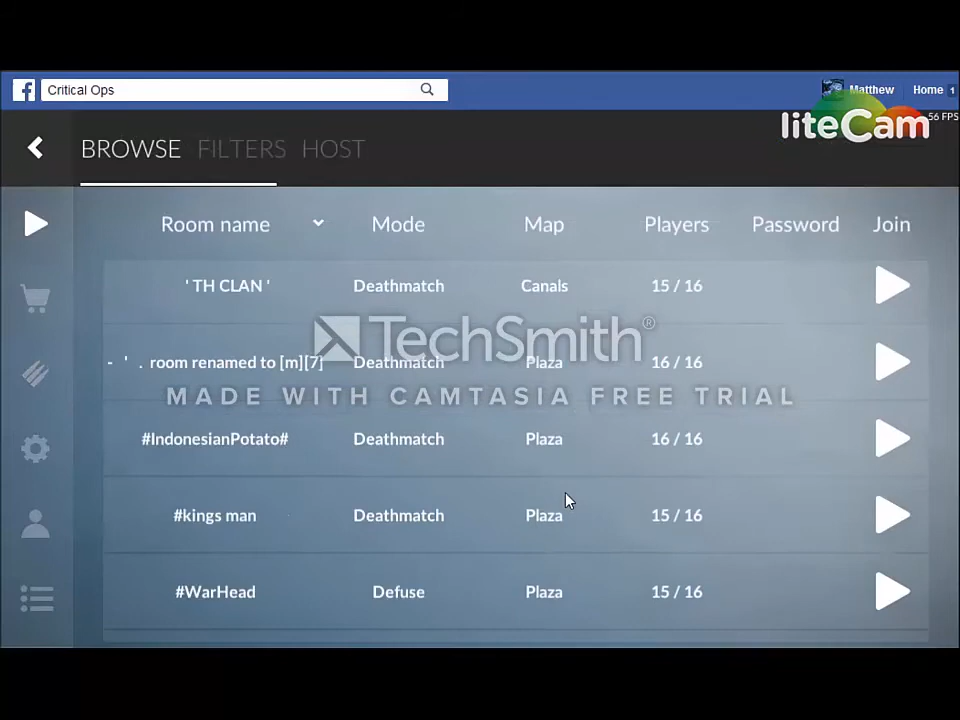 Critical Ops
Matthew Home 1
liteCam 56 FPS
BROWSE FILTERS HOST
Room name Mode Map Players Password Join
' TH CLAN ' Deathmatch Canals 15 / 16
TechSmith®
- ' . room renamed to [m][7] Deathmatch Plaza 16 / 16
MADE WITH CAMTASIA FREE TRIAL
#IndonesianPotato# Deathmatch Plaza 16 / 16
#kings man Deathmatch Plaza 15 / 16
#WarHead Defuse Plaza 15 / 16